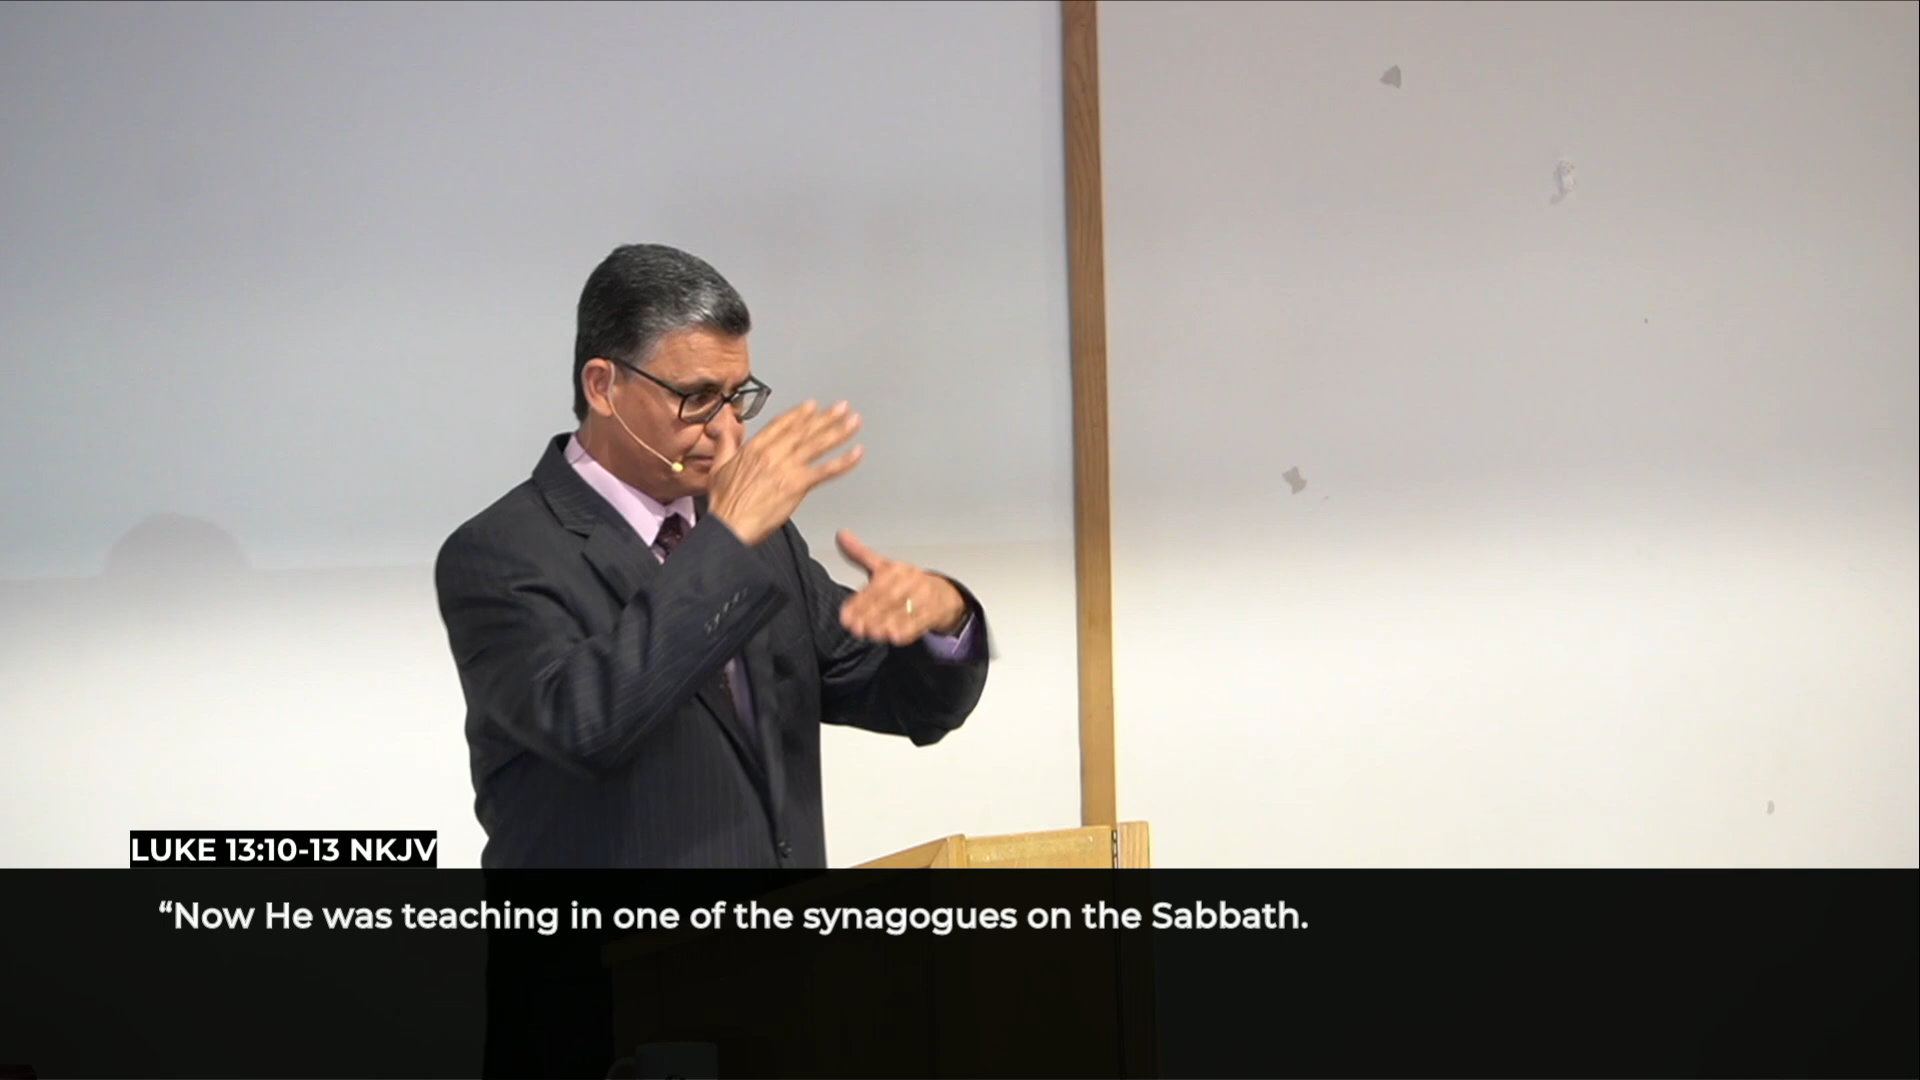 LUKE 13:10-13 NKJV
“Now He was teaching in one of the synagogues on the Sabbath.